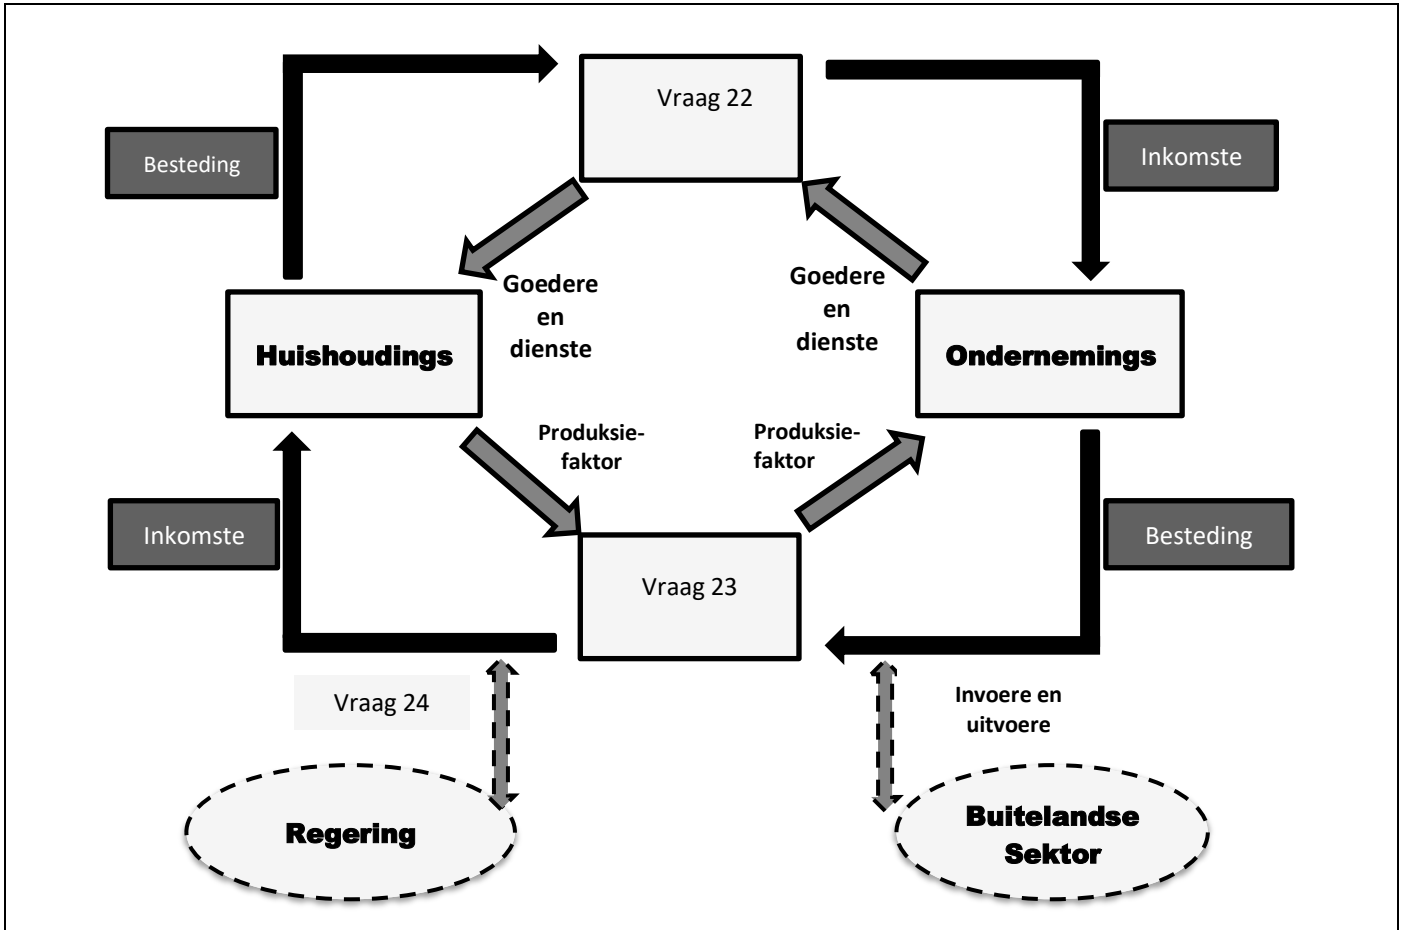 Vraag 22
Besteding
Inkomste
Goedere
en
dienste
Goedere
en
dienste
Huishoudings
Ondernemings
Produksie-
faktor
Produksie-
faktor
Inkomste
Besteding
Vraag 23
Vraag 24
Invoere en
uitvoere
Regering
Buitelandse
Sektor